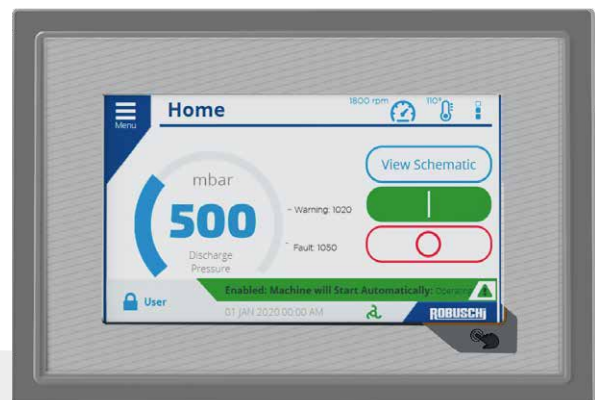 Menu
Home
1800 rpm
110°
View Schematic
mbar
500
Discharge
Pressure
- Warning: 1020
- Fault: 1050
Enabled: Machine will Start Automatically:
User
01 JAN 2020 00:00 AM
ROBUSCHI